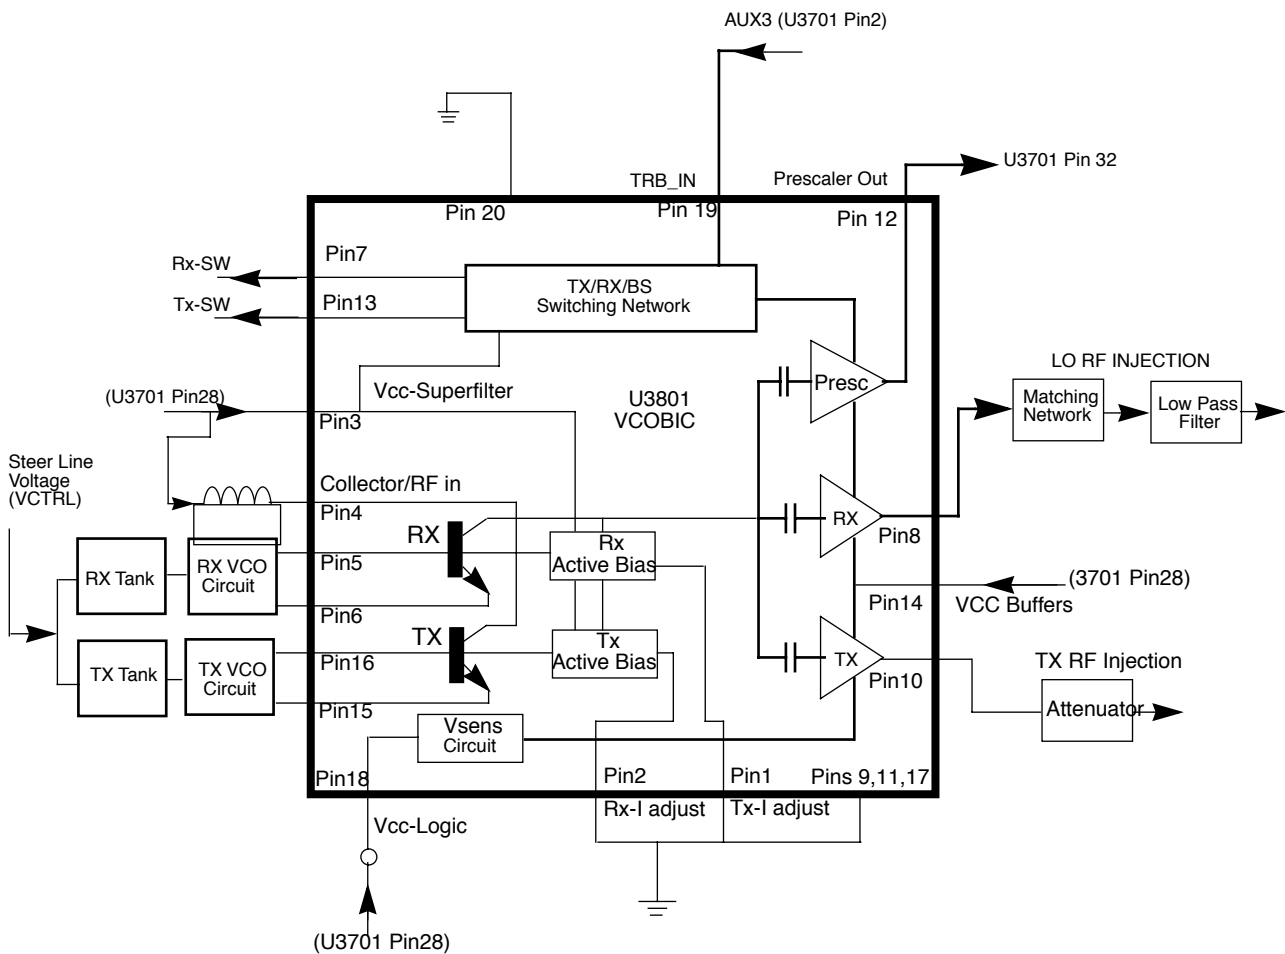 AUX3 (U3701 Pin2)
U3701 Pin 32
TRB_IN
Prescaler Out
Pin 20
Pin 19
Pin 12
Rx-SW
Pin7
Tx-SW
Pin13
TX/RX/BS
Switching Network
Presc
LO RF INJECTION
Vcc-Superfilter
U3801
VCOBIC
(U3701 Pin28)
Pin3
Matching
Network
Low Pass
Filter
Steer Line
Voltage
(VCTRL)
Collector/RF in
Pin4
RX
Rx
Active Bias
RX
Pin8
RX Tank
RX VCO
Circuit
Pin5
(3701 Pin28)
Pin14
VCC Buffers
Pin6
TX
Tx
Active Bias
TX
Pin10
TX RF Injection
TX Tank
TX VCO
Circuit
Pin16
Pin15
Attenuator
Vsens
Circuit
Pin18
Pin2
Pin1
Pins 9,11,17
Rx-I adjust
Tx-I adjust
Vcc-Logic
(U3701 Pin28)